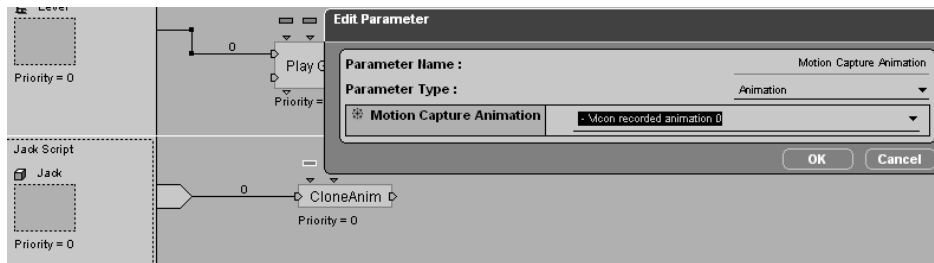 Level
Priority = 0
0
Play G
Priority =
Edit Parameter
Parameter Name :
Motion Capture Animation
Parameter Type :
Animation
Motion Capture Animation
- Mcon recorded animation 0
OK
Cancel
Jack Script
Jack
Priority = 0
0
CloneAnim
Priority = 0